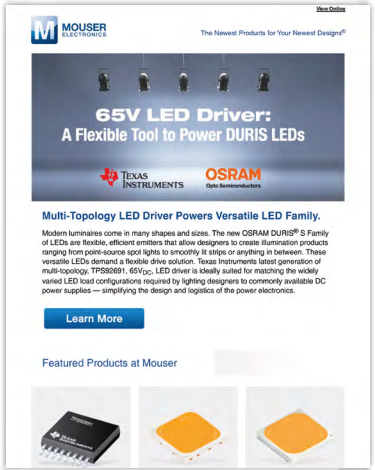 View Online
M
MOUSER
ELECTRONICS
The Newest Products for Your Newest Designs®
65V LED Driver:
A Flexible Tool to Power DURIS LEDs
TEXAS
INSTRUMENTS
OSRAM
Opto Semiconductors
Multi-Topology LED Driver Powers Versatile LED Family.
Modern luminaires come in many shapes and sizes. The new OSRAM DURIS® S Family
of LEDs are flexible, efficient emitters that allow designers to create illumination products
ranging from point-source spot lights to smoothly lit strips or anything in between. These
versatile LEDs demand a flexible drive solution. Texas Instruments latest generation of
multi-topology, TPS92691, 65VDC, LED driver is ideally suited for matching the widely
varied LED load configurations required by lighting designers to commonly available DC
power supplies — simplifying the design and logistics of the power electronics.
Learn More
Featured Products at Mouser
TPS92691
TEXAS
INSTRUMENTS